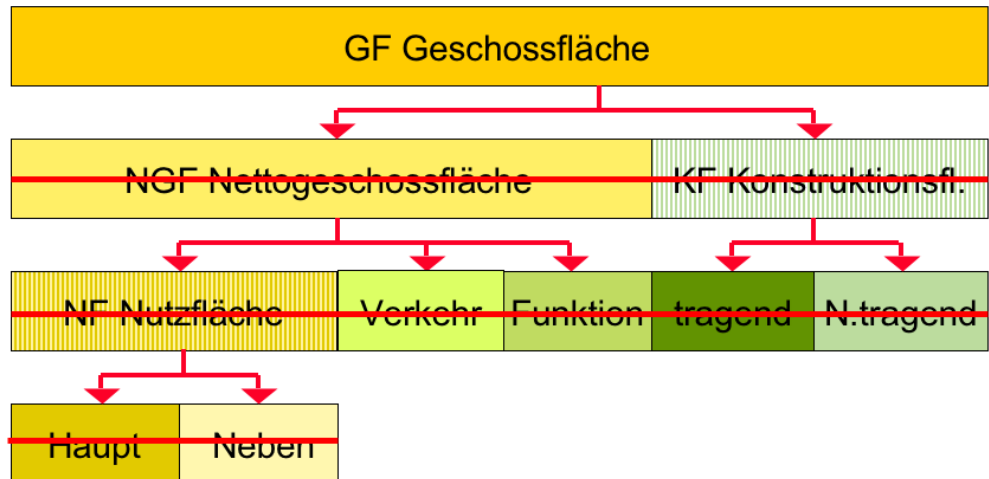 GF Geschossfläche
NGF Nettogeschossfläche KF Konstruktionsfl.
NF Nutzfläche Verkehr Funktion tragend N.tragend
Haupt Neben